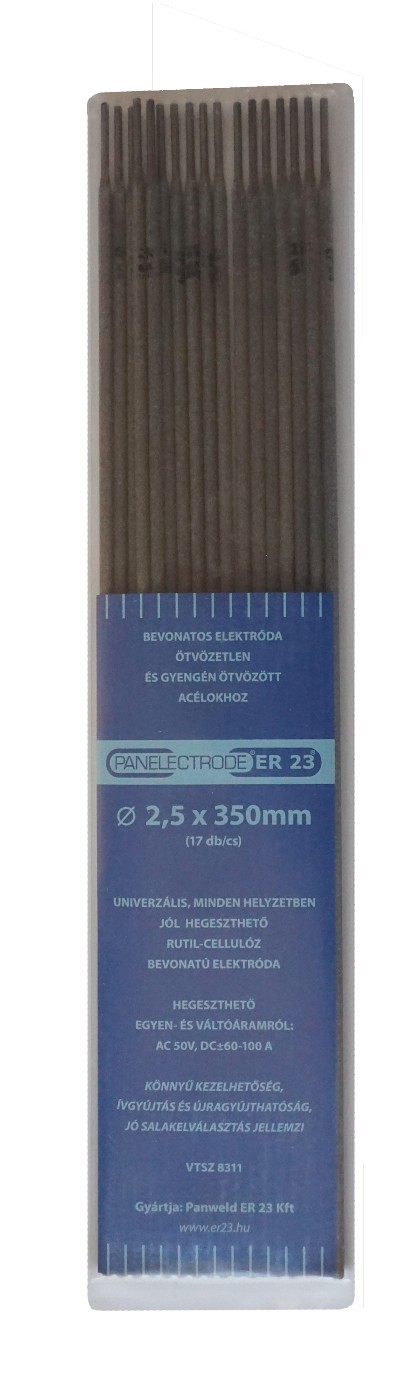 BEVONATOS ELEKTRÓDA
ÖTVÖZETLEN
ÉS GYENGÉN ÖTVÖZÖTT
ACÉLOKHOZ
PANELECTRODE® ER 23®
Ø 2,5 x 350mm
(17 db/cs)
UNIVERZÁLIS, MINDEN HELYZETBEN
JÓL HEGESZTHETŐ
RUTIL-CELLULÓZ
BEVONATÚ ELEKTRÓDA
HEGESZTHETŐ
EGYEN- ÉS VÁLTÓÁRAMRÓL:
AC 50V, DC±60-100 A
KÖNNYŰ KEZELHETŐSÉG,
ÍVGYÚJTÁS ÉS ÚJRAGYÚJTHATÓSÁG,
JÓ SALAKELVÁLASZTÁS JELLEMZI
VTSZ 8311
Gyártja: Panweld ER 23 Kft
www.er23.hu